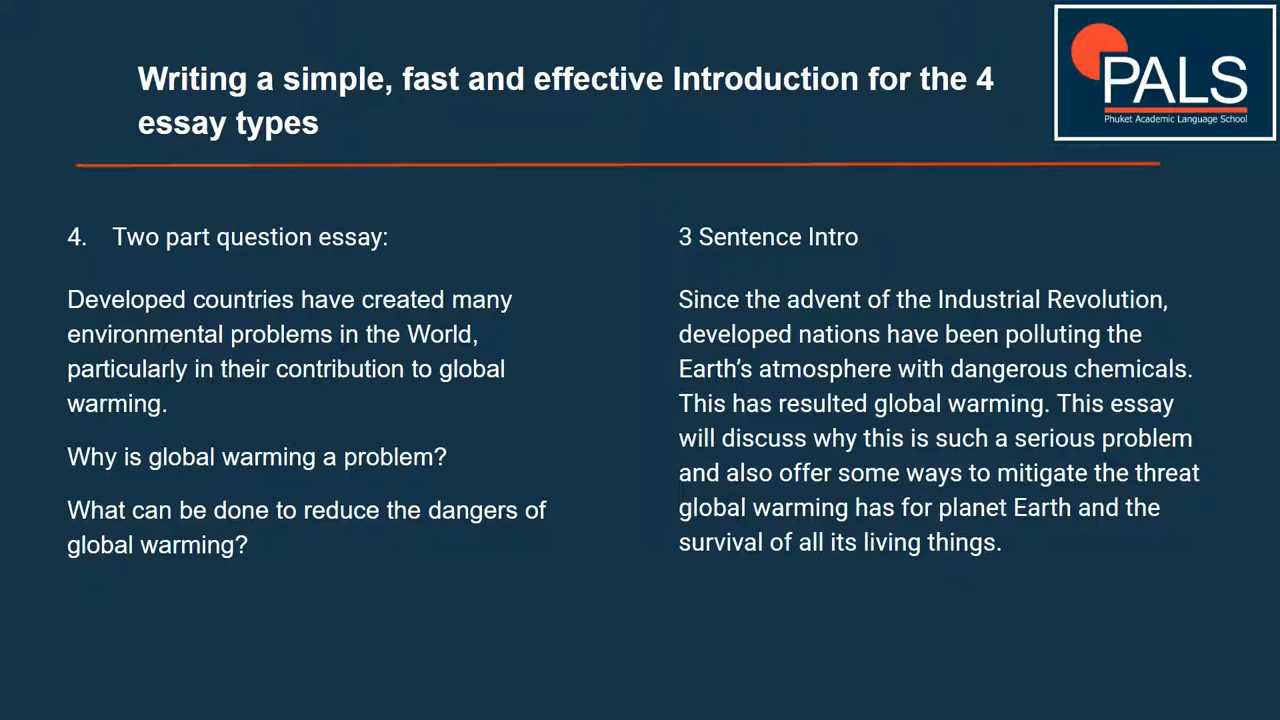 Writing a simple, fast and effective Introduction for the 4
essay types
PALS
Phuket Academic Language School
4. Two part question essay:
Developed countries have created many
environmental problems in the World,
particularly in their contribution to global
warming.
Why is global warming a problem?
What can be done to reduce the dangers of
global warming?
3 Sentence Intro
Since the advent of the Industrial Revolution,
developed nations have been polluting the
Earth’s atmosphere with dangerous chemicals.
This has resulted global warming. This essay
will discuss why this is such a serious problem
and also offer some ways to mitigate the threat
global warming has for planet Earth and the
survival of all its living things.